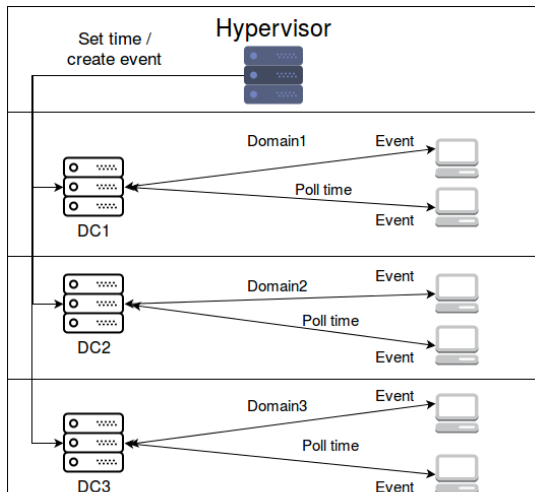 Hypervisor
Set time /
create event
Domain1
Event
Poll time
Event
DC1
Domain2
Event
Poll time
Event
DC2
Domain3
Event
Poll time
Event
DC3